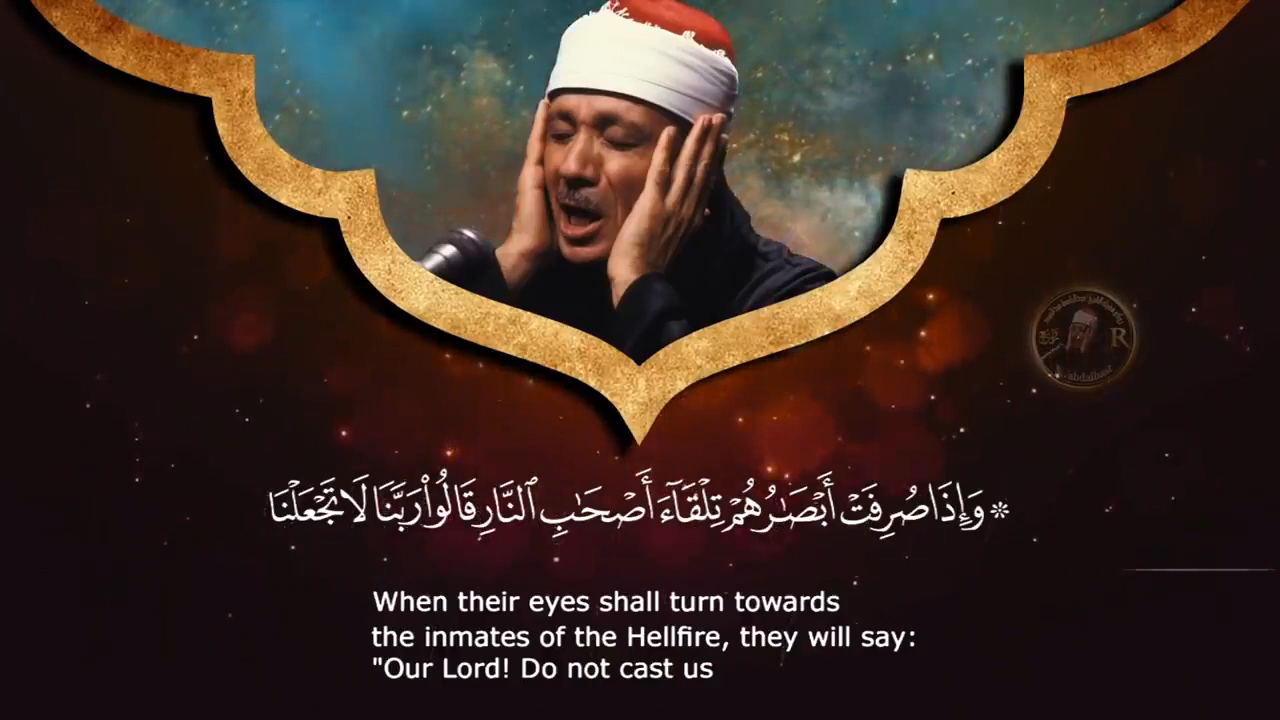 ۞ وَإِذَا صُرِفَتْ أَبْصَٰرُهُمْ تِلْقَآءَ أَصْحَٰبِ ٱلنَّارِ قَالُوا۟ رَبَّنَا لَا تَجْعَلْنَا
When their eyes shall turn towards
the inmates of the Hellfire, they will say:
"Our Lord! Do not cast us
R